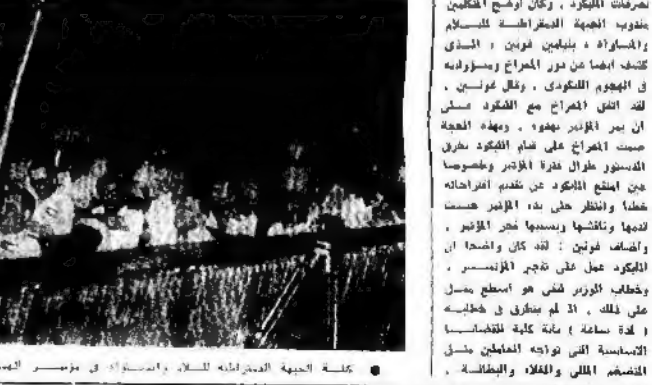 تصرفات الليكود ، وكان أوضح المتكلمين
مندوب الجبهة الديمقراطية للسلام
والمساواة ، بنيامين غونين ، الذي
كشف أيضا عن دور المعراخ ومسؤوليته
في الهجوم الليكودي . وقال غونين ،
لقد اتفق المعراخ مع الليكود على
ان يمر المؤتمر بهدوء . وبهذه الحجة
صمت المعراخ على قيام الليكود بخرق
الدستور طوال فترة المؤتمر وخصوصا
حين امتنع الليكود عن تقديم اقتراحاته
خطيا وانتظر حتى بدء المؤتمر حيث
قدمها وناقشها وبسببها فجر المؤتمر .
وأضاف غونين : لقد كان واضحا ان
الليكود عمل على تفجير المؤتمر .
وخطاب الوزير هو أسطع
على ذلك . اذ لم يتطرق في خطابه
( لمدة ساعة ) بأية كلمة للقضايا
الاساسية التي تواجه العاملين مثل
التضخم المالي والغلاء والبطالة .
● كتلة الجبهة الديمقراطية للسلام والمساواة في مؤتمر